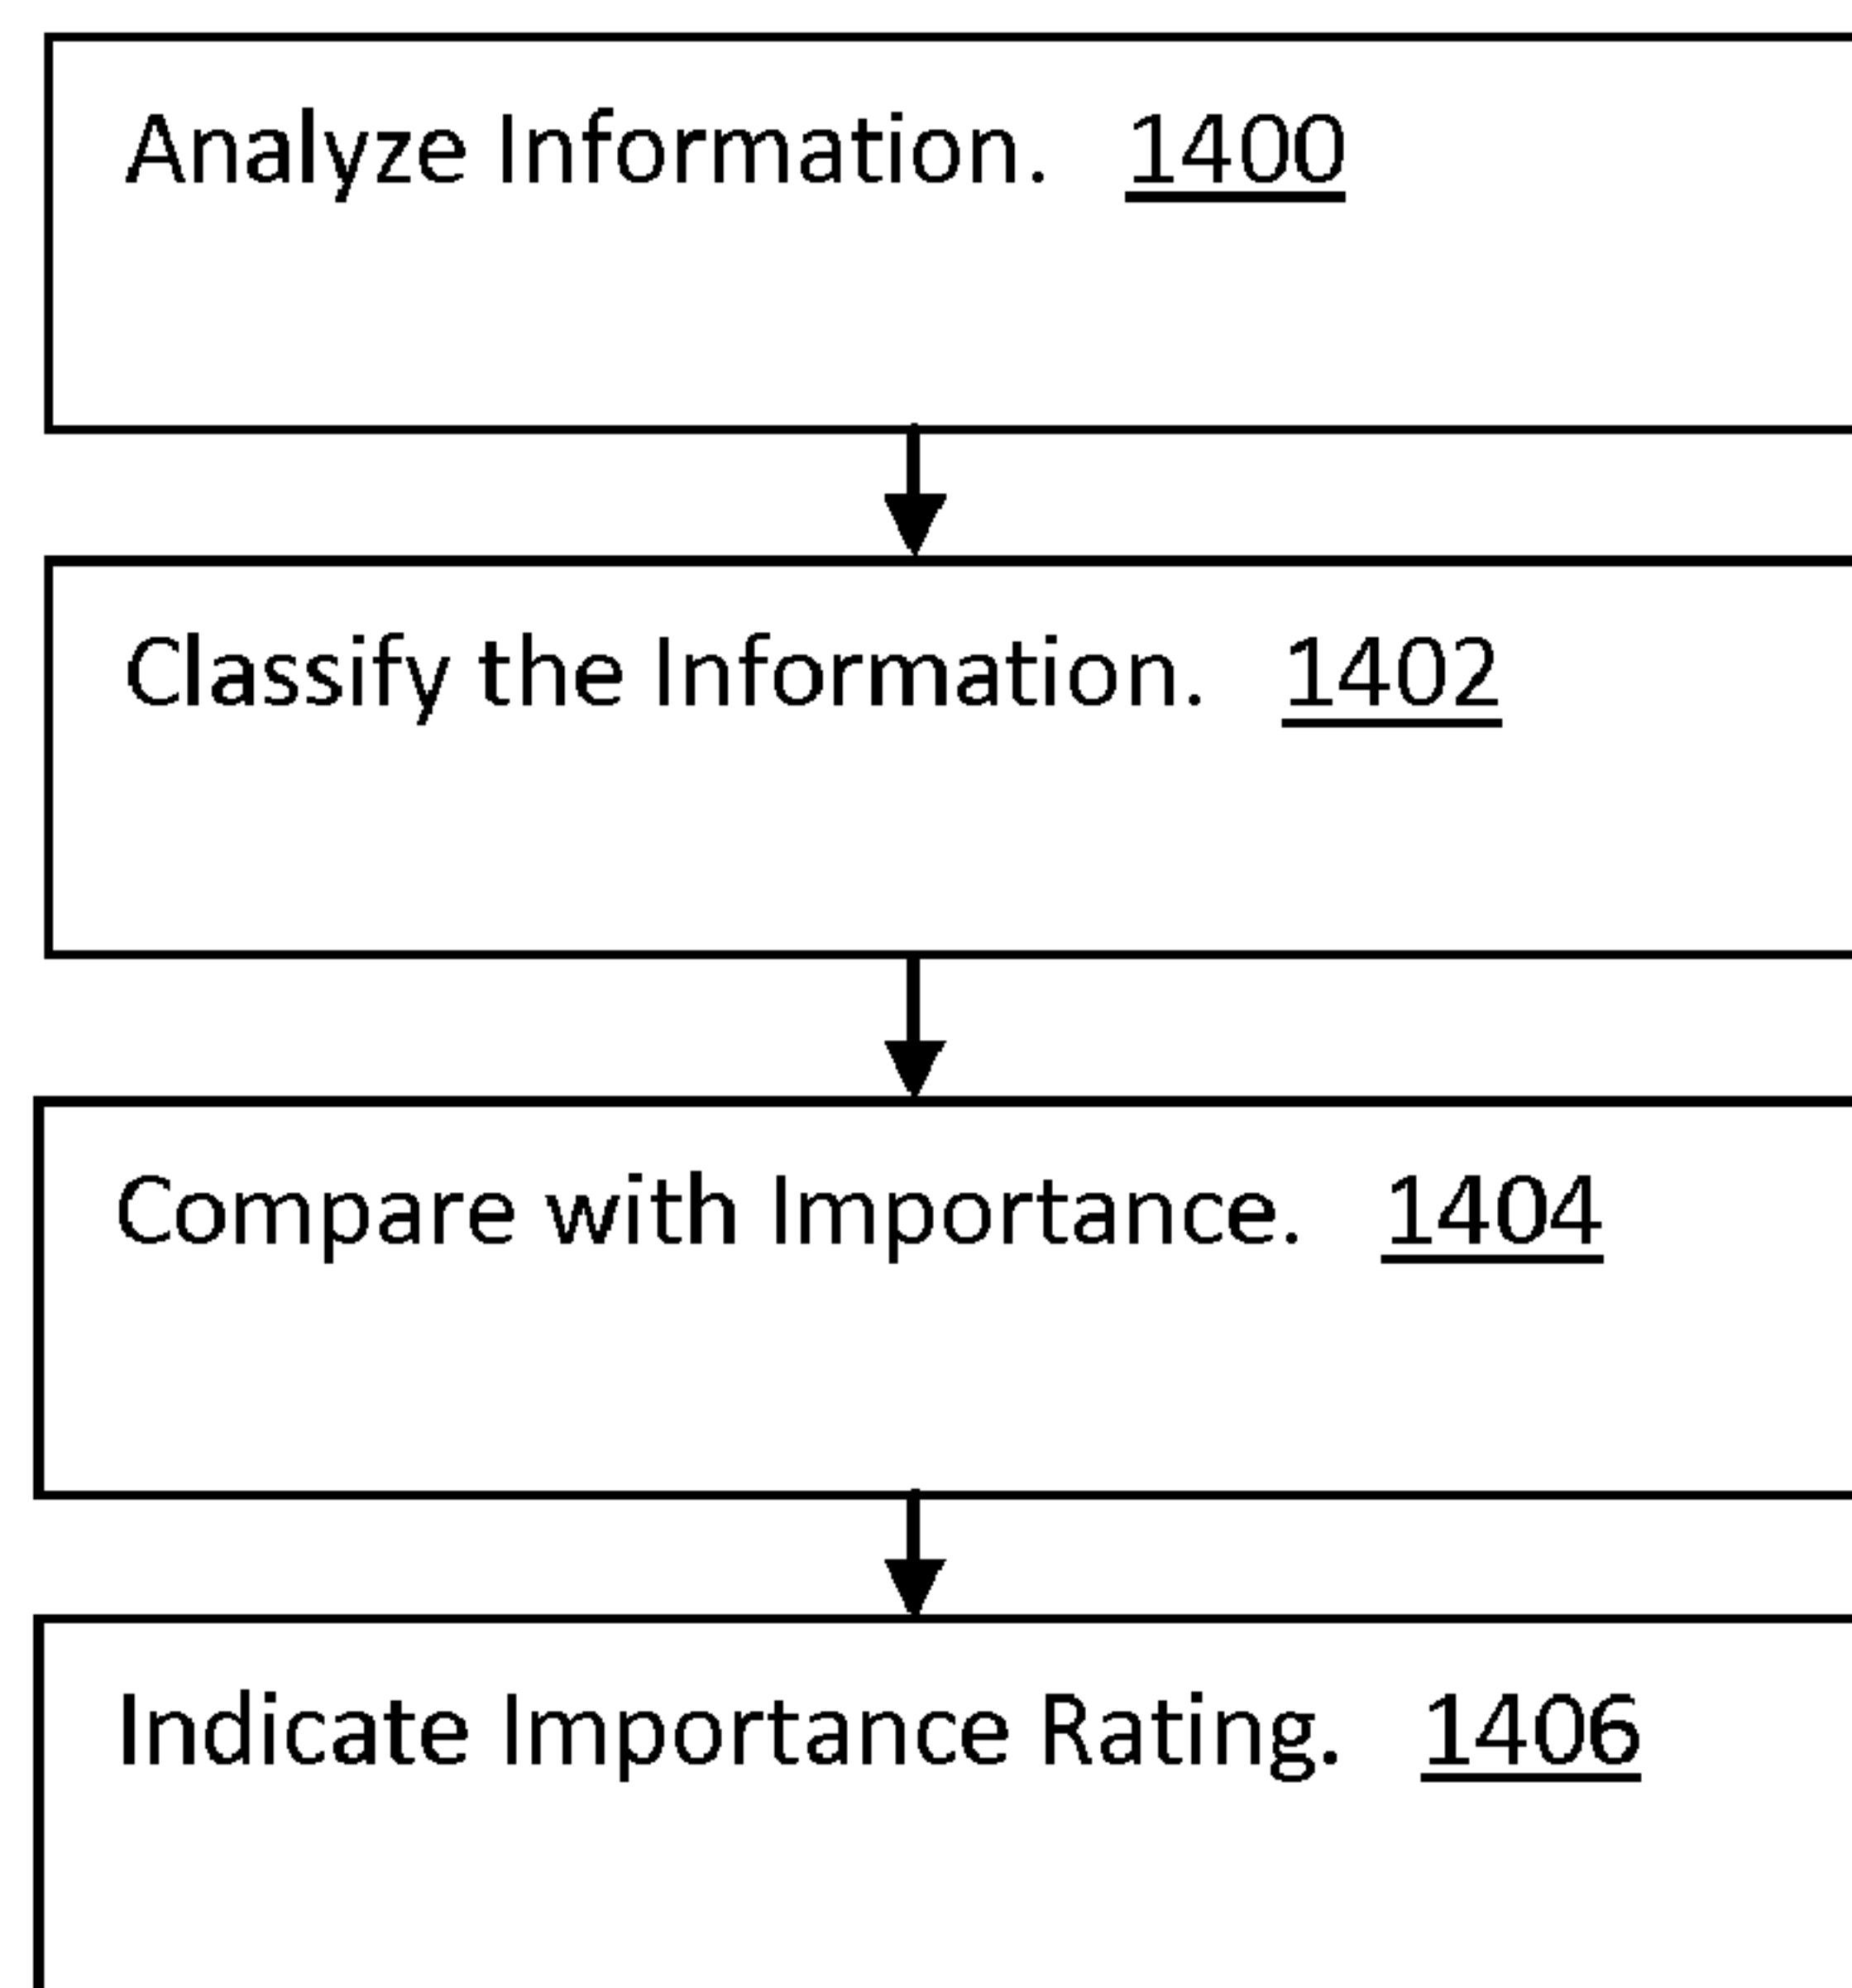 Analyze Information. 1400
Classify the Information. 1402
Compare with Importance. 1404
Indicate Importance Rating. 1406